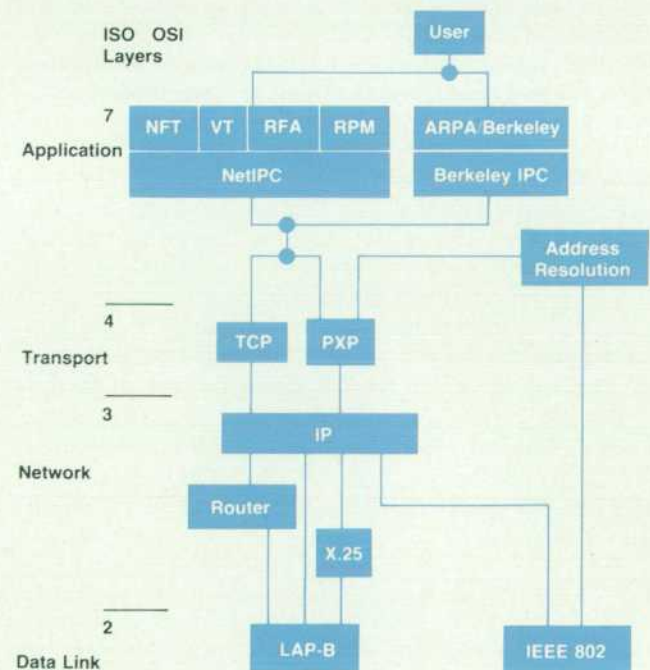 ISO OSI
Layers
User
7
Application
NFT
VT
RFA
RPM
ARPA/Berkeley
NetIPC
Berkeley IPC
Address
Resolution
4
Transport
TCP
PXP
3
Network
IP
Router
X.25
2
Data Link
LAP-B
IEEE 802